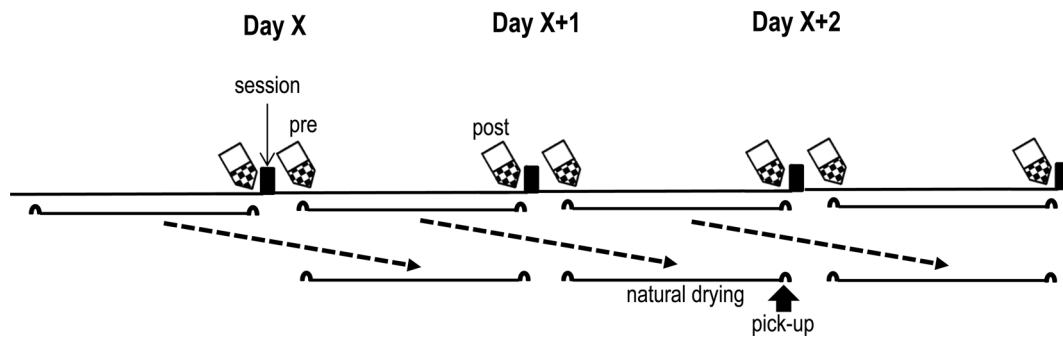 Day X
Day X+1
Day X+2
session
pre
post
natural drying
pick-up